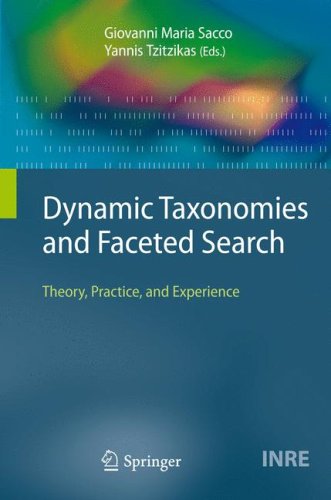 Giovanni Maria Sacco
Yannis Tzitzikas (Eds.)
Dynamic Taxonomies
and Faceted Search
Theory, Practice, and Experience
Springer
INRE